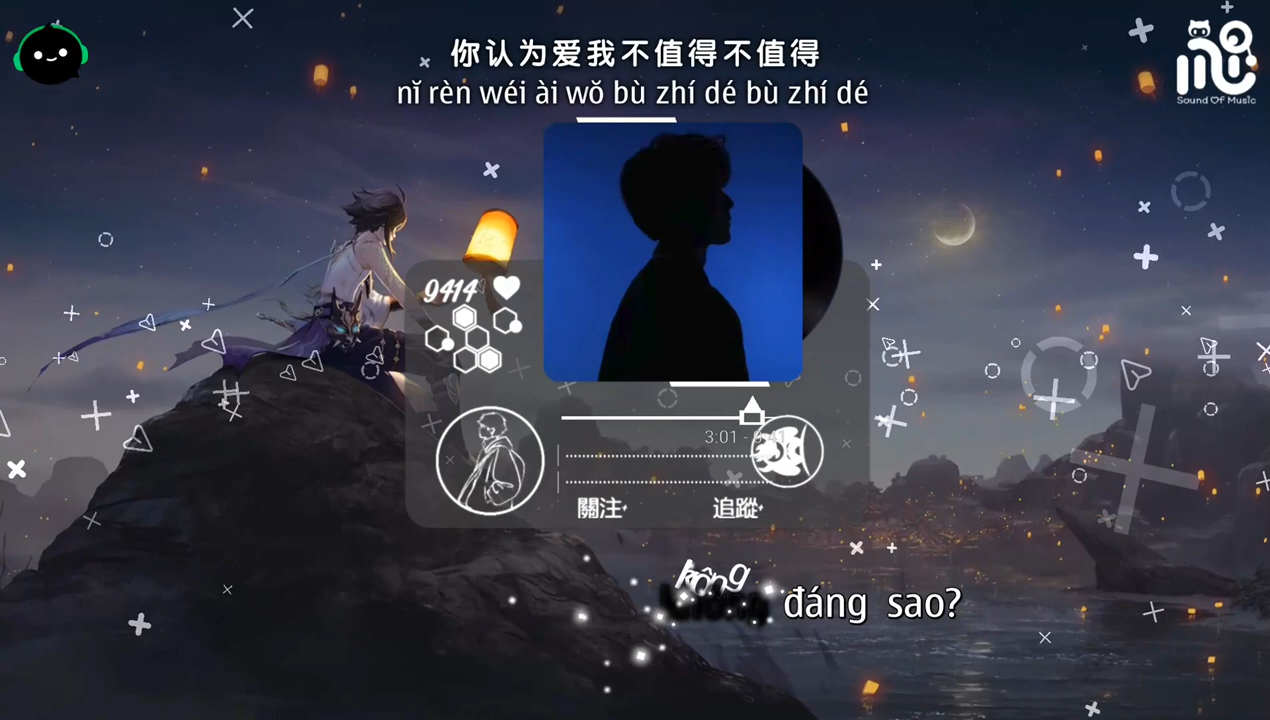 你认为爱我不值得不值得
nǐ rèn wéi ài wǒ bù zhí dé bù zhí dé
Sound Of Music
9414
3:01 -
關注
追蹤
không
đáng sao?